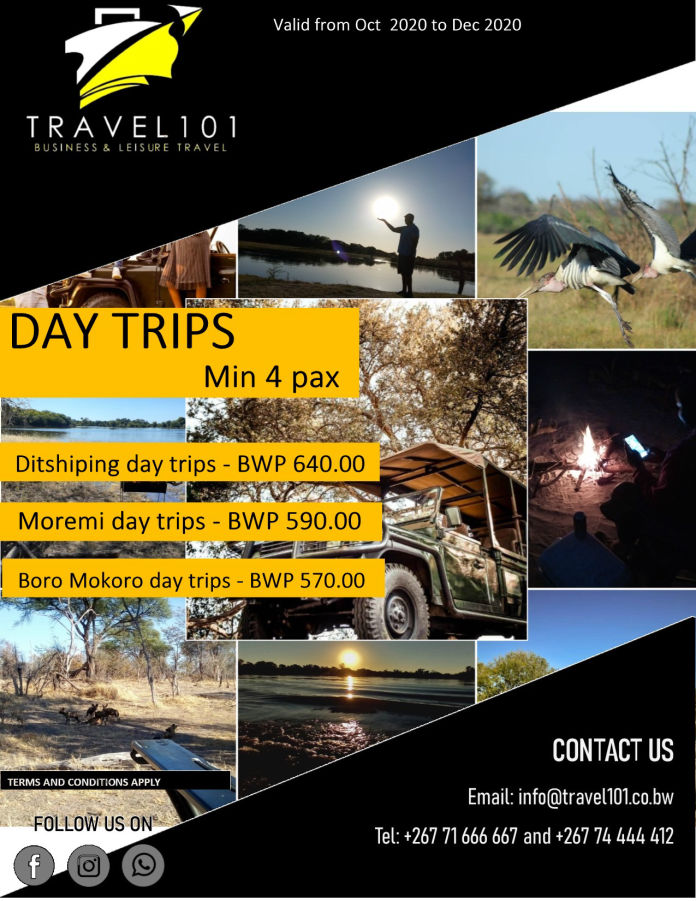 Valid from Oct 2020 to Dec 2020
TRAVEL101
BUSINESS & LEISURE TRAVEL
DAY TRIPS
Min 4 pax
Ditshiping day trips - BWP 640.00
Moremi day trips - BWP 590.00
Boro Mokoro day trips - BWP 570.00
CONTACT US
Email: info@travel101.co.bw
Tel: +267 71 666 667 and +267 74 444 412
TERMS AND CONDITIONS APPLY
FOLLOW US ON